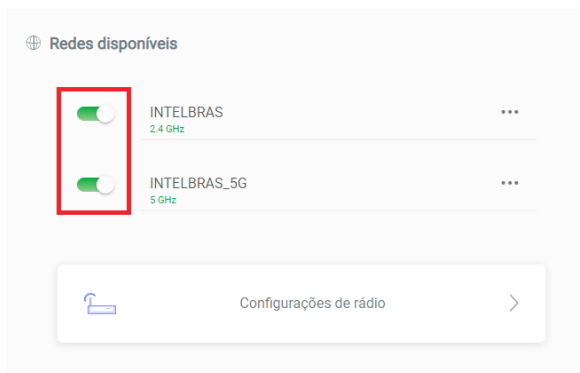 Redes disponíveis
INTELBRAS
2.4 GHz
INTELBRAS_5G
5 GHz
Configurações de rádio